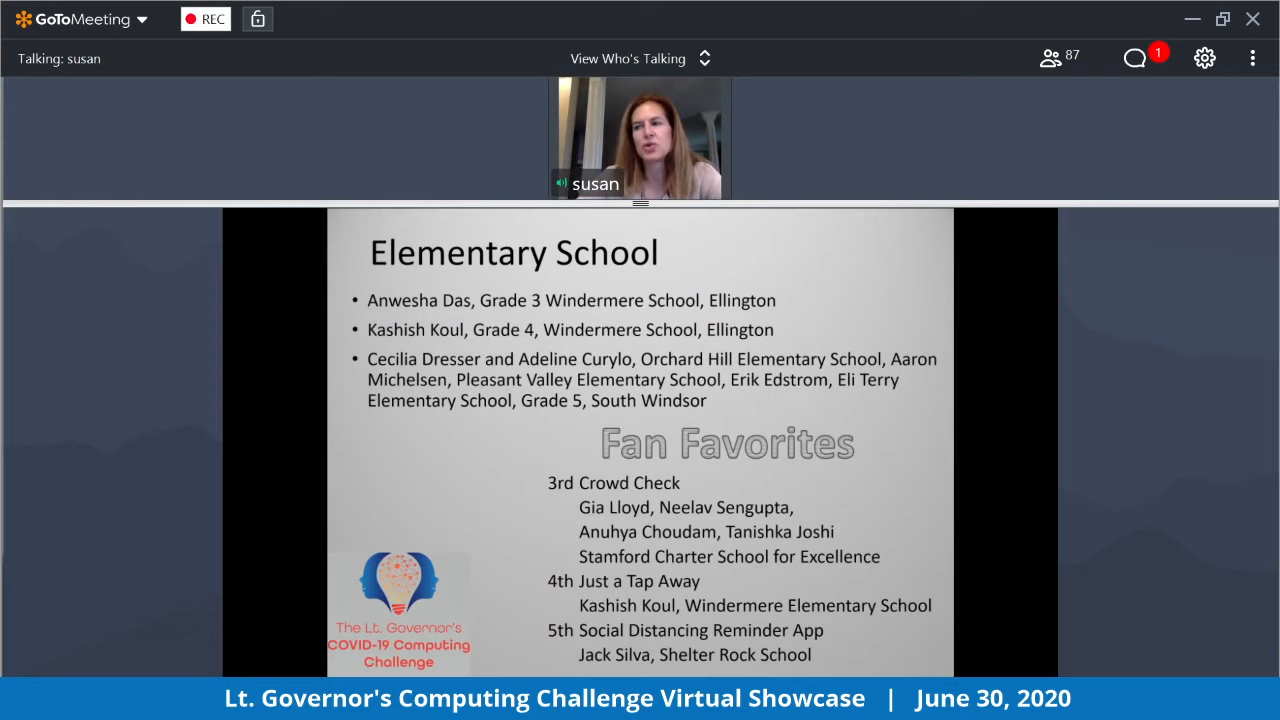 GoToMeeting
REC
Talking: susan
View Who's Talking
87
1
susan
Elementary School
• Anwesha Das, Grade 3 Windermere School, Ellington
• Kashish Koul, Grade 4, Windermere School, Ellington
• Cecilia Dresser and Adeline Curylo, Orchard Hill Elementary School, Aaron
Michelsen, Pleasant Valley Elementary School, Erik Edstrom, Eli Terry
Elementary School, Grade 5, South Windsor
Fan Favorites
3rd Crowd Check
Gia Lloyd, Neelav Sengupta,
Anuhya Choudam, Tanishka Joshi
Stamford Charter School for Excellence
4th Just a Tap Away
Kashish Koul, Windermere Elementary School
5th Social Distancing Reminder App
Jack Silva, Shelter Rock School
The Lt. Governor's
COVID-19 Computing
Challenge
Lt. Governor's Computing Challenge Virtual Showcase | June 30, 2020